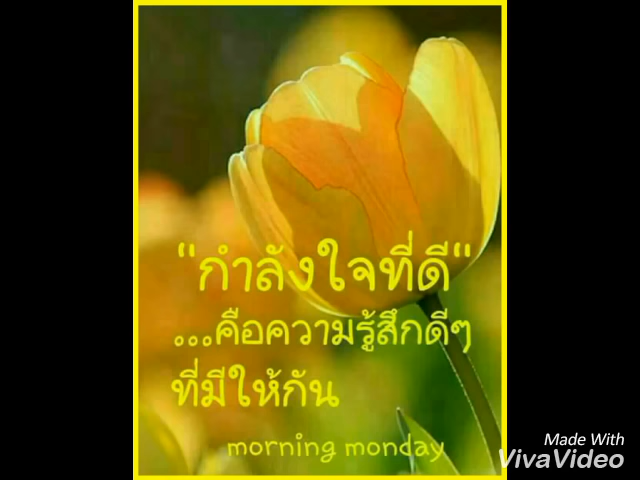 "กำลังใจที่ดี"
...คือความรู้สึกดีๆ
ที่มีให้กัน
morning monday
Made With
VivaVideo